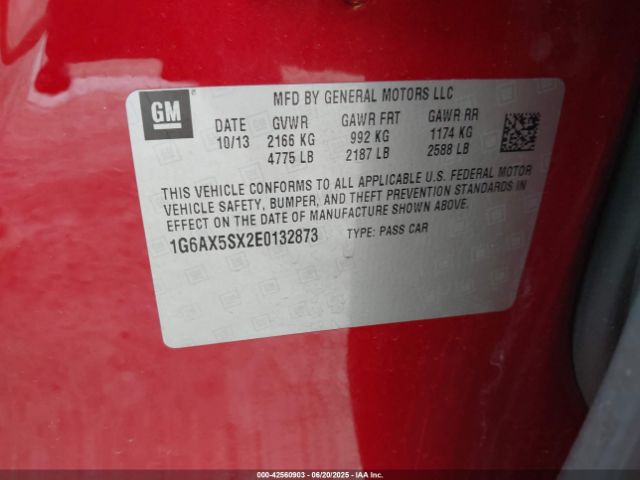 GM
MFD BY GENERAL MOTORS LLC
DATE GVWR GAWR FRT GAWR RR
10/13 2166 KG 992 KG 1174 KG
4775 LB 2187 LB 2588 LB
THIS VEHICLE CONFORMS TO ALL APPLICABLE U.S. FEDERAL MOTOR
VEHICLE SAFETY, BUMPER, AND THEFT PREVENTION STANDARDS IN
EFFECT ON THE DATE OF MANUFACTURE SHOWN ABOVE.
1G6AX5SX2E0132873 TYPE: PASS CAR
000-42560903 - 06/20/2025 - IAAI.COM